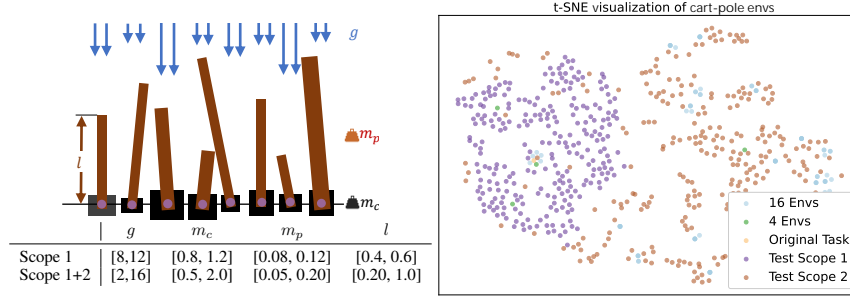 g
m_p
l
m_c
g m_c m_p l
Scope 1 [8,12] [0.8, 1.2] [0.08, 0.12] [0.4, 0.6]
Scope 1+2 [2,16] [0.5, 2.0] [0.05, 0.20] [0.20, 1.0]
t-SNE visualization of cart-pole envs
16 Envs
4 Envs
Original Task
Test Scope 1
Test Scope 2